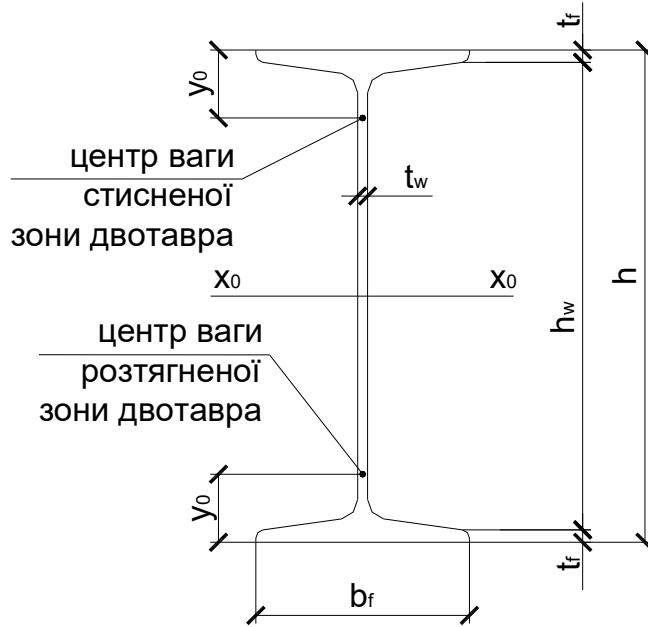 tf
y₀
центр ваги
стисненої
зони двотавра
tw
x₀
x₀
h
hw
центр ваги
розтягненої
зони двотавра
y₀
tf
bf